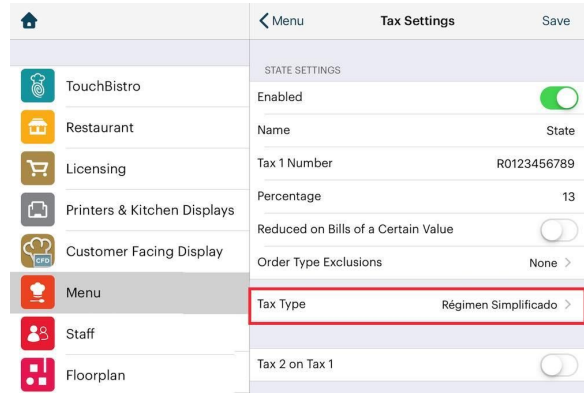 Menu Tax Settings Save
TouchBistro
Restaurant
Licensing
Printers & Kitchen Displays
CFD
Customer Facing Display
Menu
Staff
Floorplan
STATE SETTINGS
Enabled
Name State
Tax 1 Number R0123456789
Percentage 13
Reduced on Bills of a Certain Value
Order Type Exclusions None
Tax Type Régimen Simplificado
Tax 2 on Tax 1